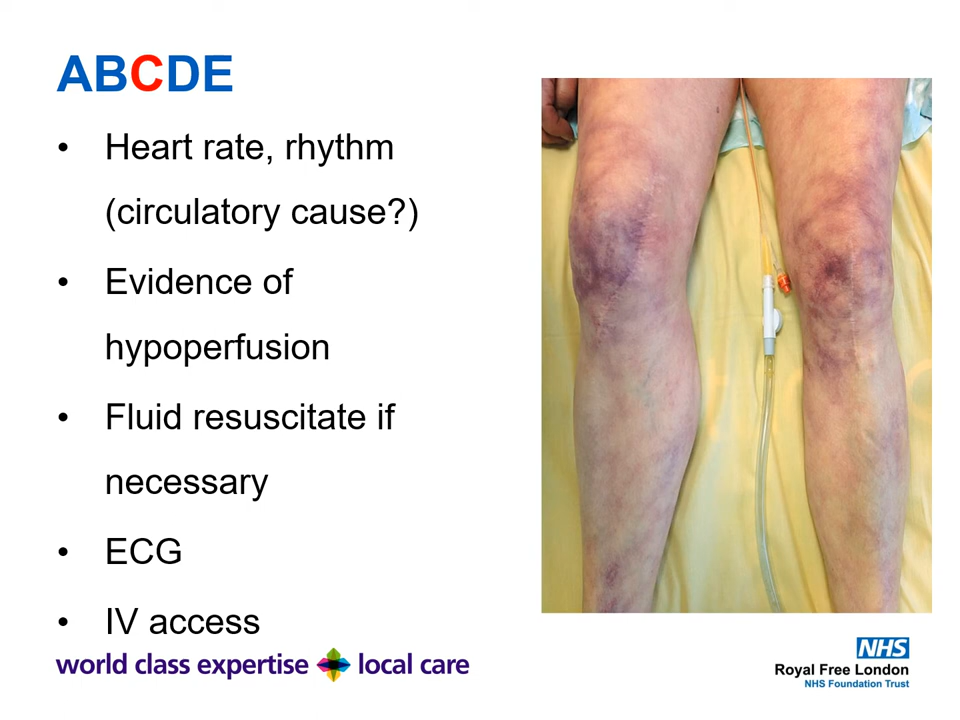 ABCDE
• Heart rate, rhythm
(circulatory cause?)
• Evidence of
hypoperfusion
• Fluid resuscitate if
necessary
• ECG
• IV access
world class expertise local care
NHS
Royal Free London
NHS Foundation Trust